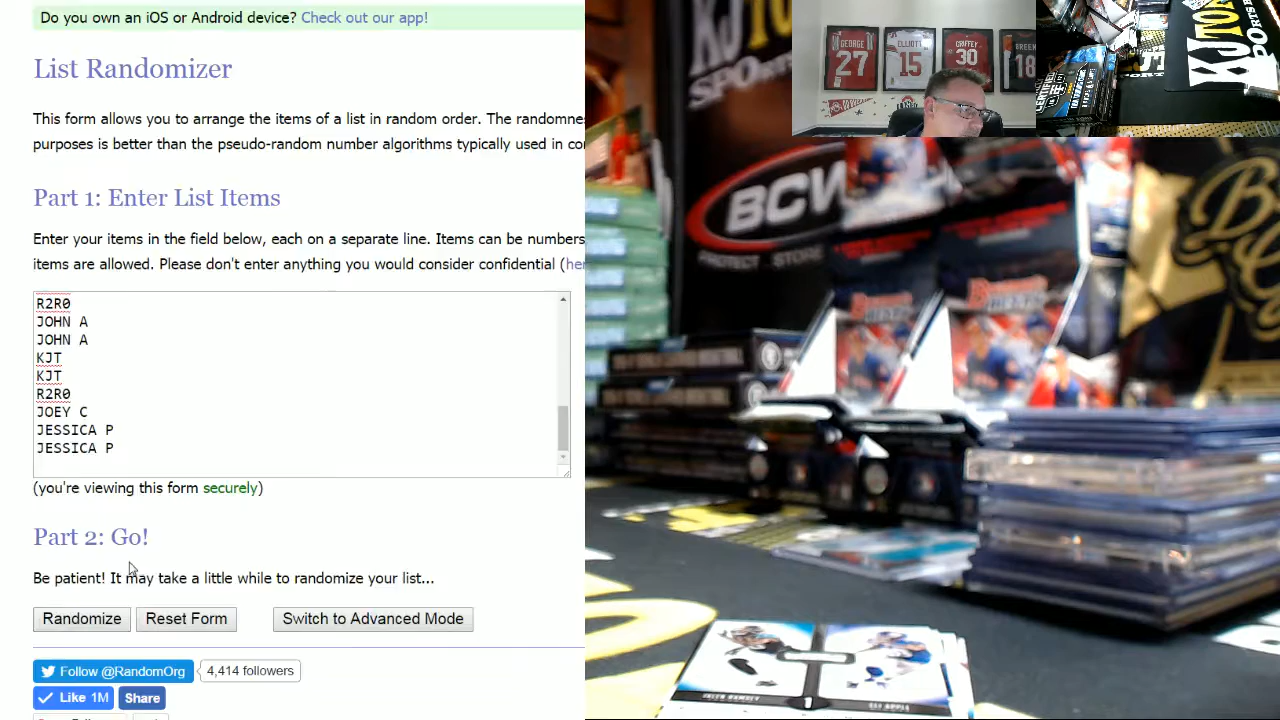 Do you own an iOS or Android device? Check out our app!
List Randomizer
This form allows you to arrange the items of a list in random order. The randomne
purposes is better than the pseudo-random number algorithms typically used in co
Part 1: Enter List Items
Enter your items in the field below, each on a separate line. Items can be numbers
items are allowed. Please don't enter anything you would consider confidential (he
R2R0
JOHN A
JOHN A
KJT
KJT
R2R0
JOEY C
JESSICA P
JESSICA P
(you're viewing this form securely)
Part 2: Go!
Be patient! It may take a little while to randomize your list...
Randomize
Reset Form
Switch to Advanced Mode
Follow @RandomOrg
4,414 followers
Like 1M
Share
GEORGE
27
ELLIOTT
15
GRIFFEY
30
GREEN
18
BCW
PROTECT STORE
KJTO
SPORTS